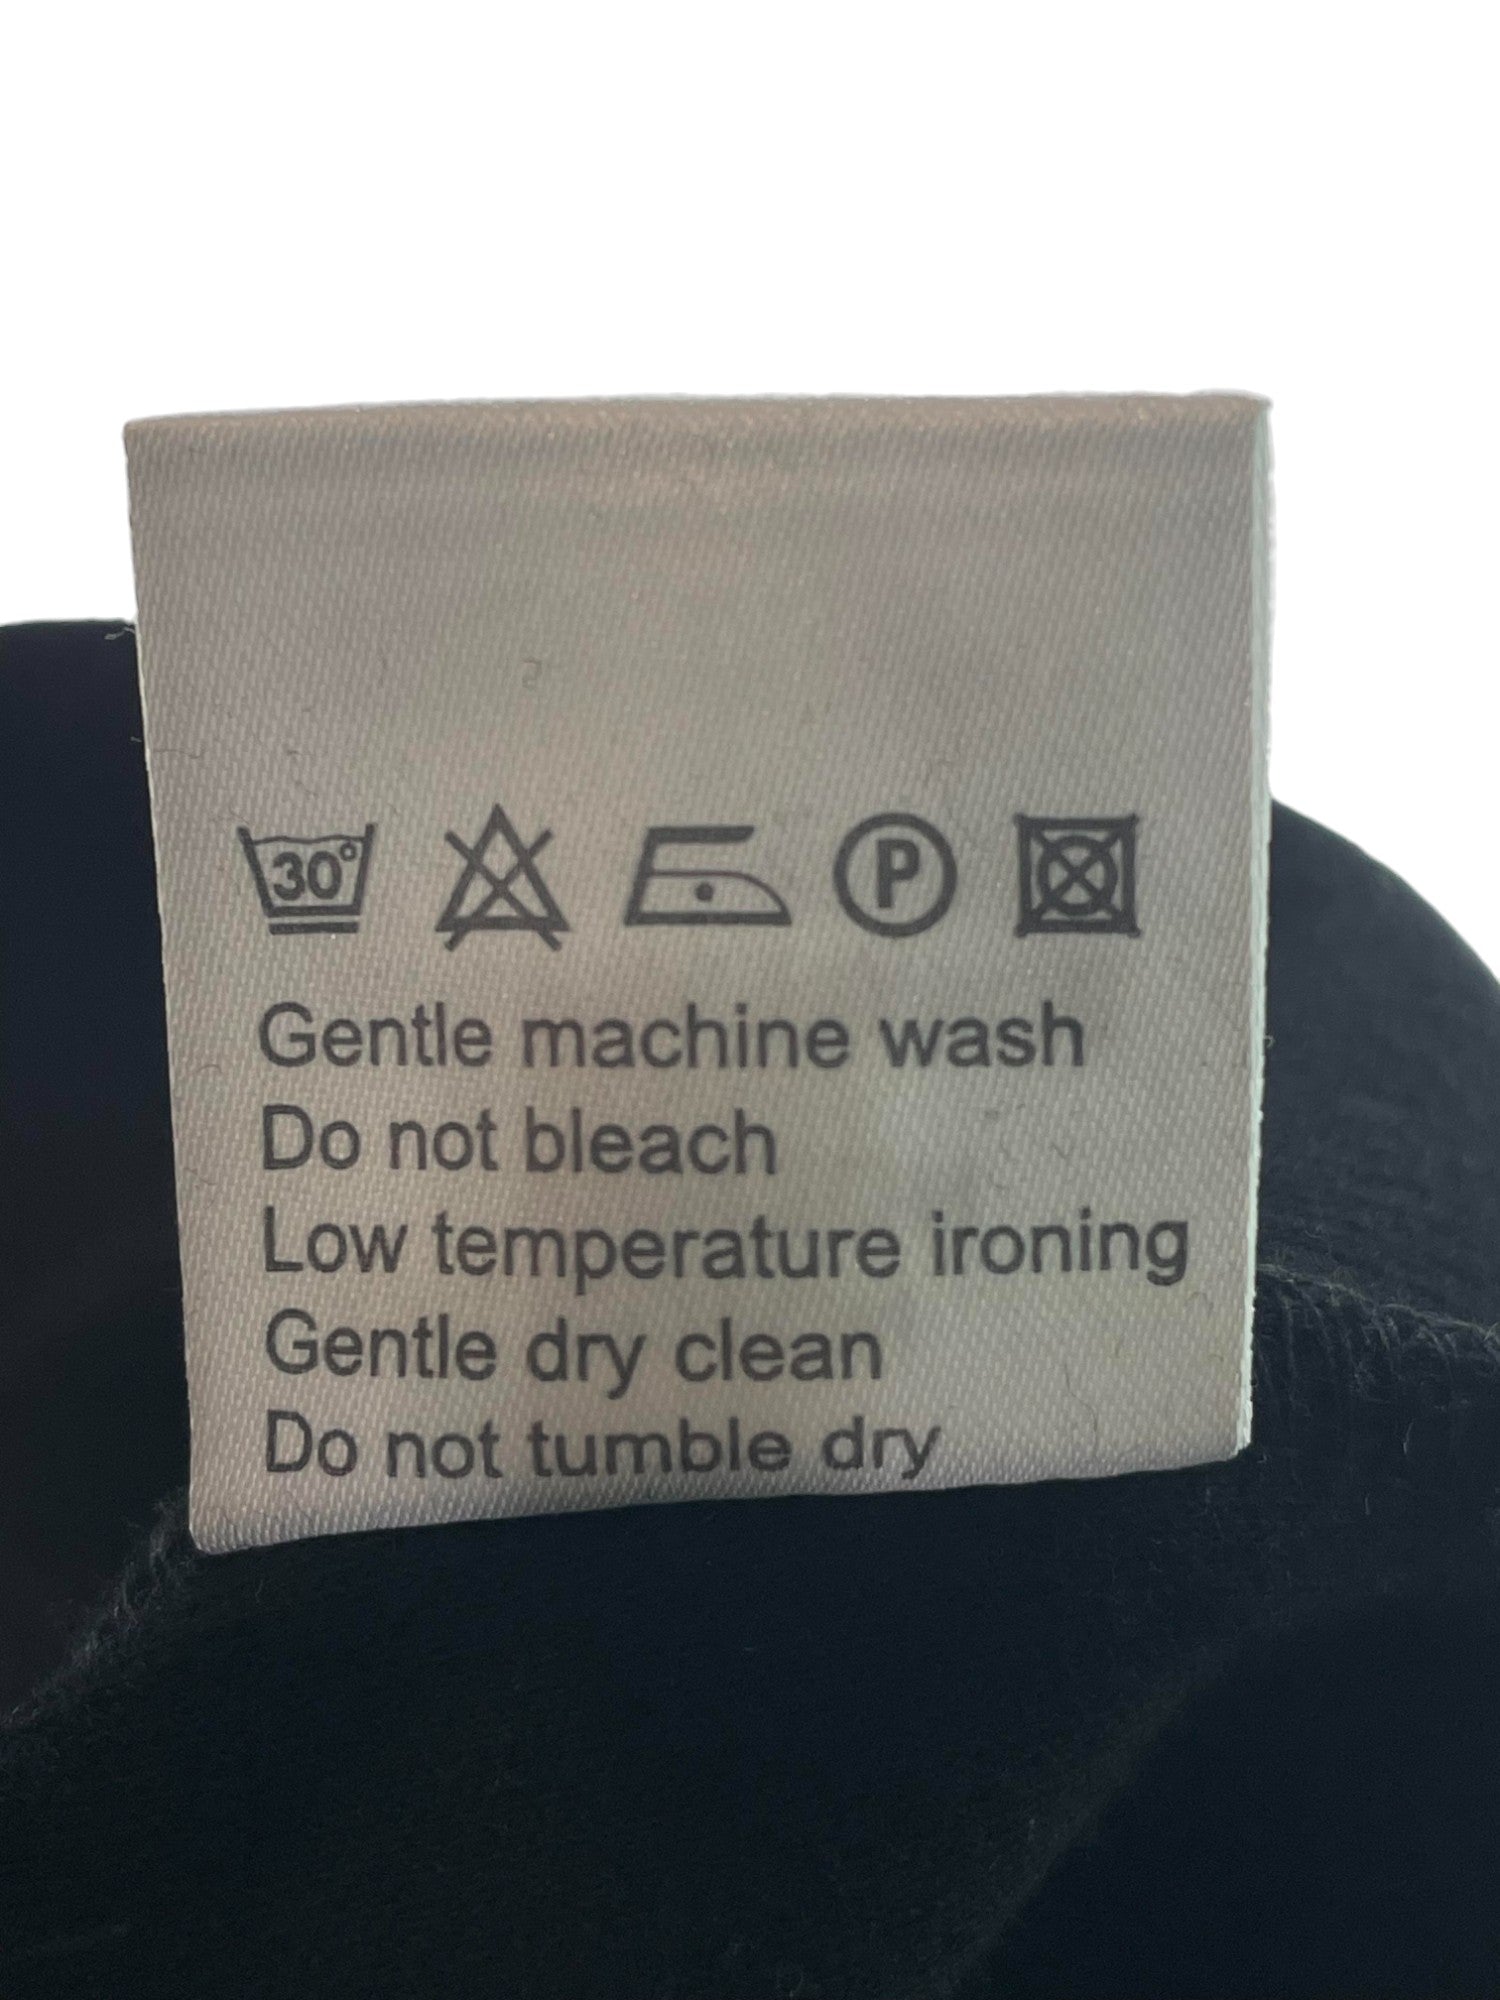 30° P
Gentle machine wash
Do not bleach
Low temperature ironing
Gentle dry clean
Do not tumble dry